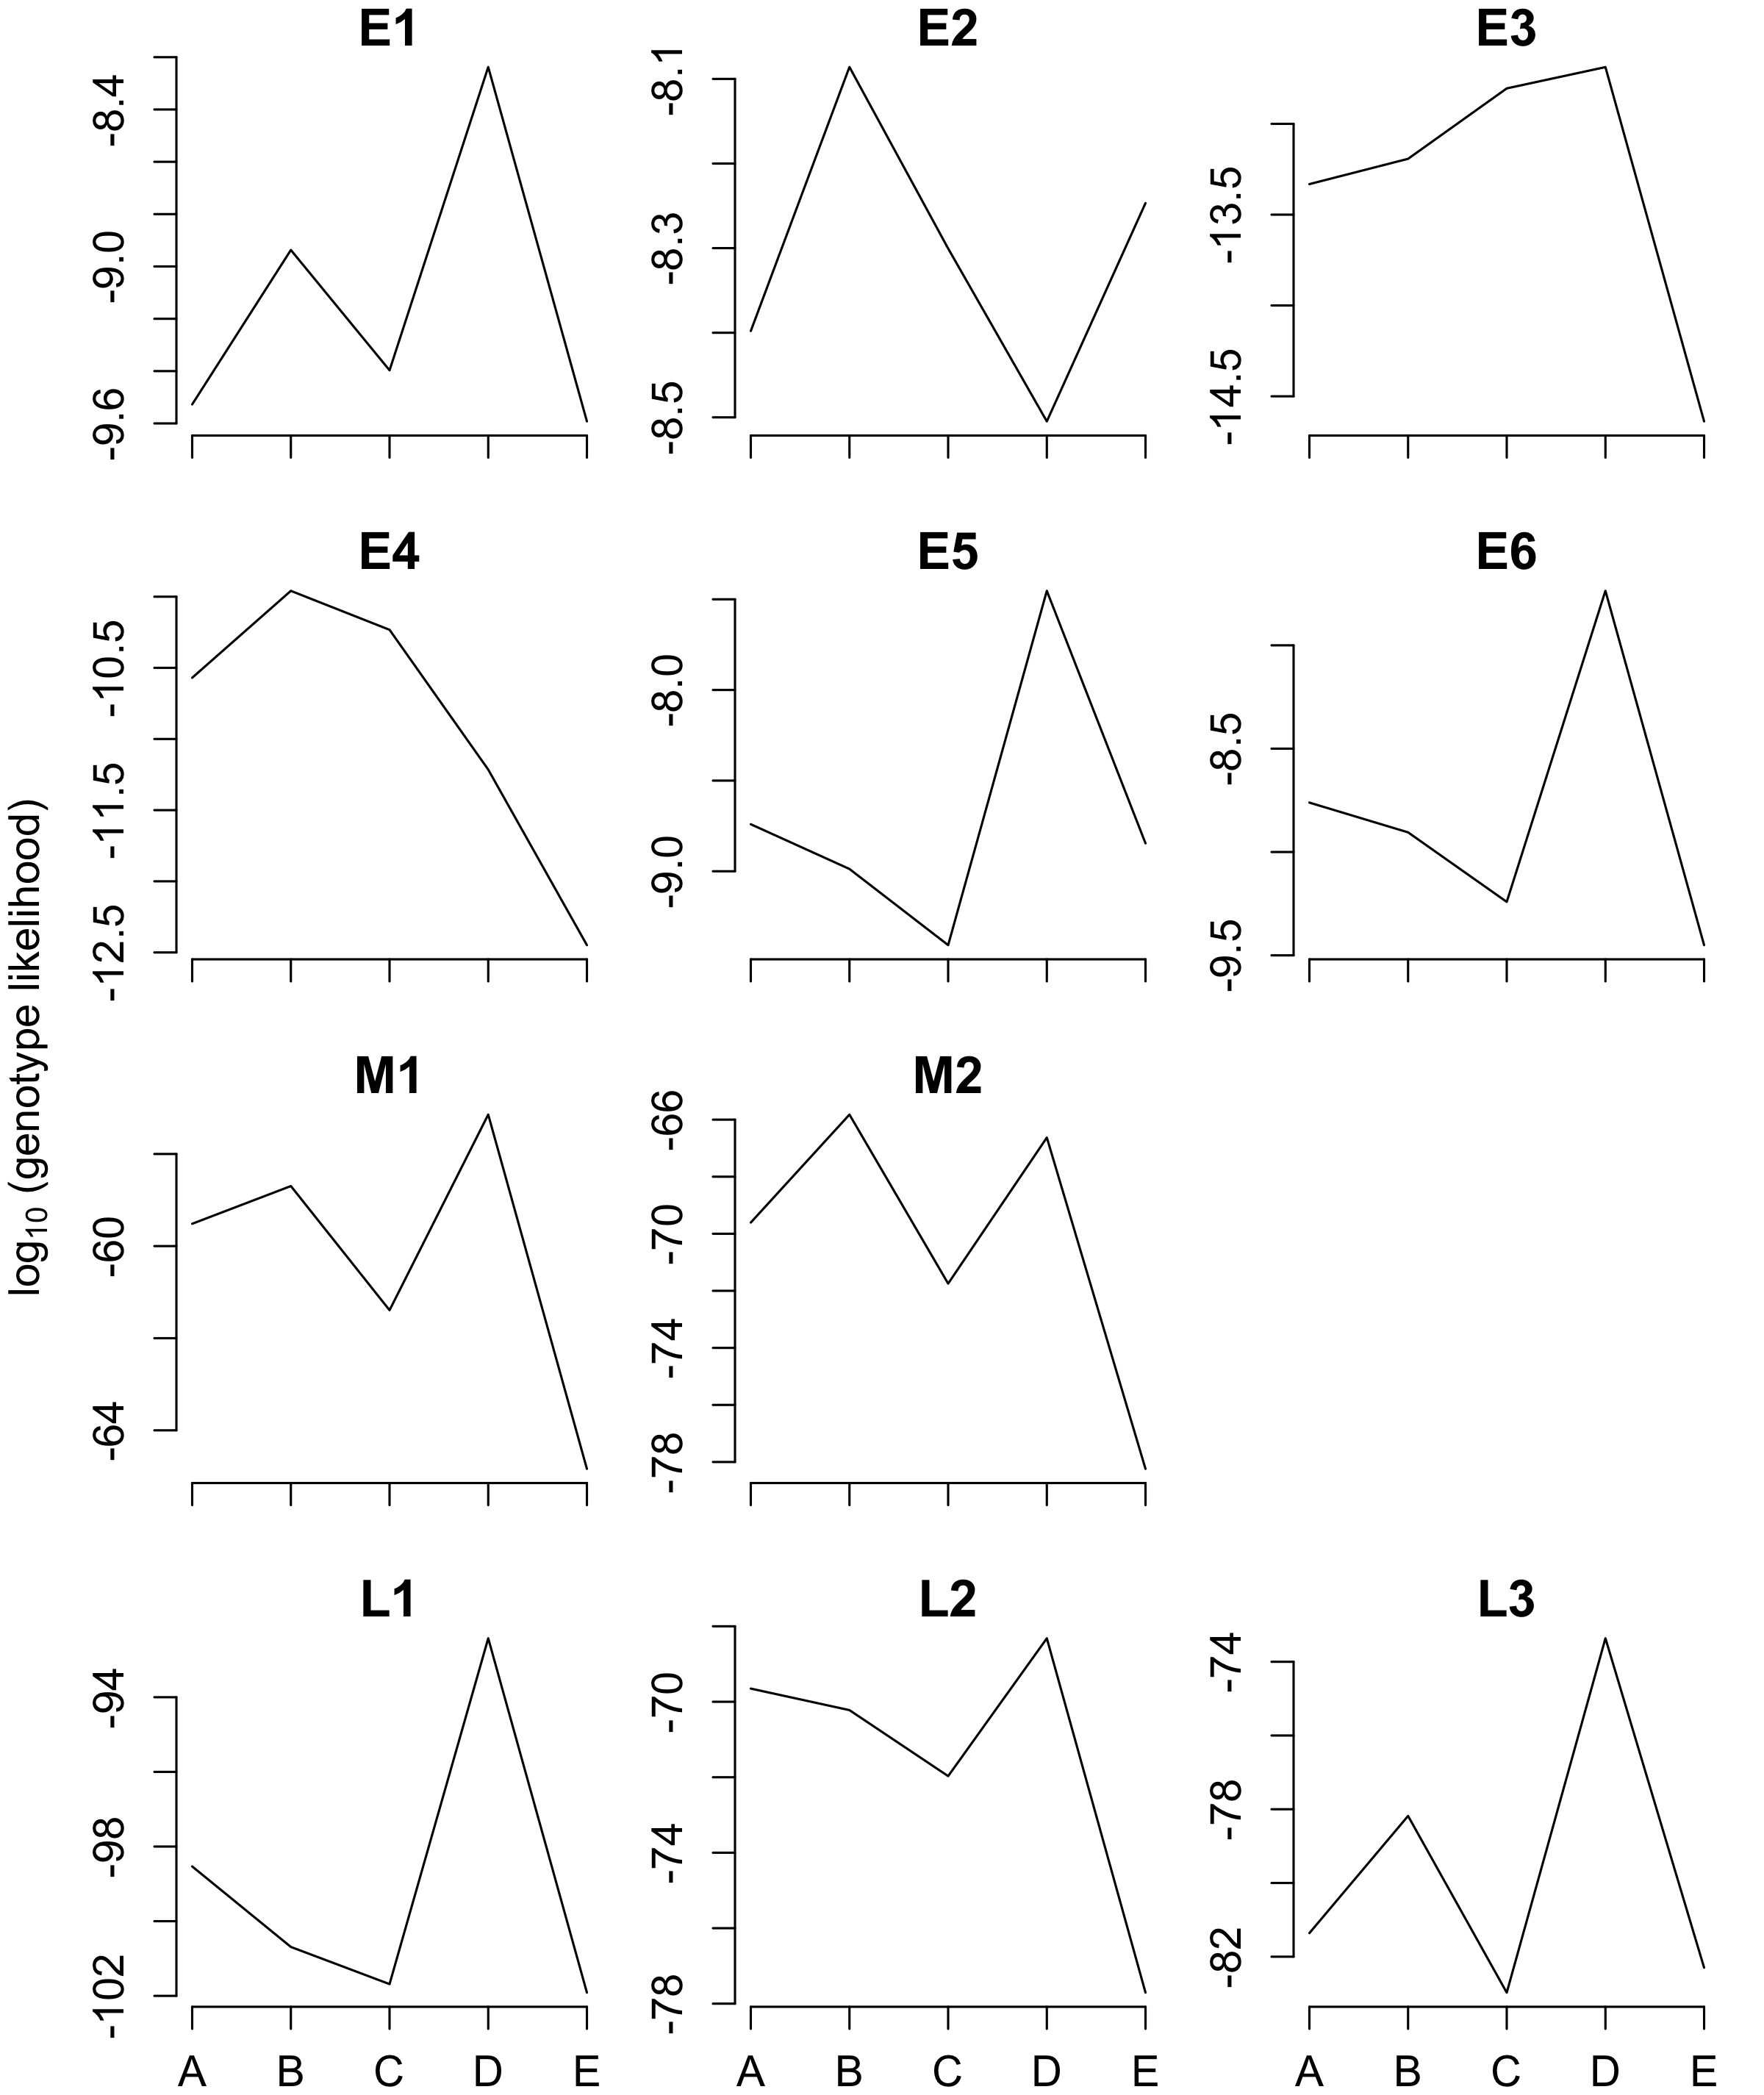 E1 E2 E3
-8.4 -9.0 -9.6
-8.1 -8.3 -8.5
-13.5 -14.5
E4 E5 E6
-10.5 -11.5 -12.5
-8.0 -9.0
-8.5 -9.5
log10 (genotype likelihood)
M1 M2
-60 -64
-66 -70 -74 -78
L1 L2 L3
-94 -98 -102
-70 -74 -78
-74 -78 -82
A B C D E A B C D E A B C D E